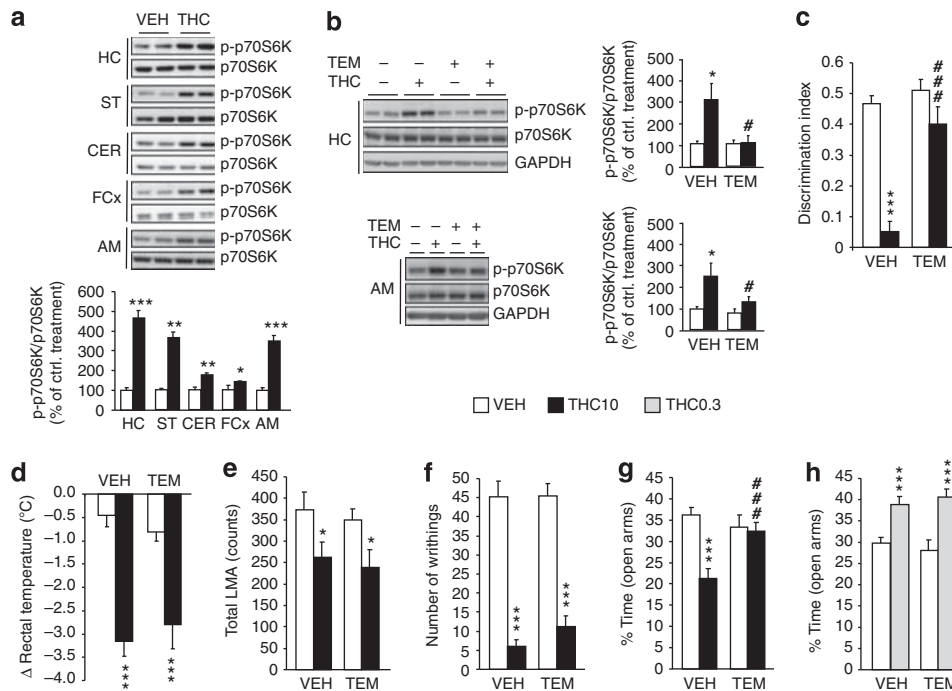 a
VEH THC
HC
p-p70S6K
p70S6K
ST
p-p70S6K
p70S6K
CER
p-p70S6K
p70S6K
FCx
p-p70S6K
p70S6K
AM
p-p70S6K
p70S6K
p-p70S6K/p70S6K
(% of ctrl. treatment)
600
500
400
300
200
100
0
*** ** ** * ***
HC ST CER FCx AM
b
TEM – – + +
THC – + – +
HC
p-p70S6K
p70S6K
GAPDH
p-p70S6K/p70S6K
(% of ctrl. treatment)
500
400
300
200
100
0
* #
VEH TEM
TEM – – + +
THC – + – +
AM
p-p70S6K
p70S6K
GAPDH
p-p70S6K/p70S6K
(% of ctrl. treatment)
500
400
300
200
100
0
* #
VEH TEM
c
Discrimination index
0.6
0.5
0.4
0.3
0.2
0.1
0
*** ###
VEH TEM
VEH THC10 THC0.3
d
VEH TEM
Δ Rectal temperature (°C)
0.0
–0.5
–1.0
–1.5
–2.0
–2.5
–3.0
–3.5
–4.0
*** ***
e
Total LMA (counts)
450
400
350
300
250
200
150
100
50
0
* *
VEH TEM
f
Number of writhings
50
45
40
35
30
25
20
15
10
5
0
*** ***
VEH TEM
g
% Time (open arms)
45
40
35
30
25
20
15
10
5
0
*** ###
VEH TEM
h
% Time (open arms)
45
40
35
30
25
20
15
10
5
0
*** ***
VEH TEM